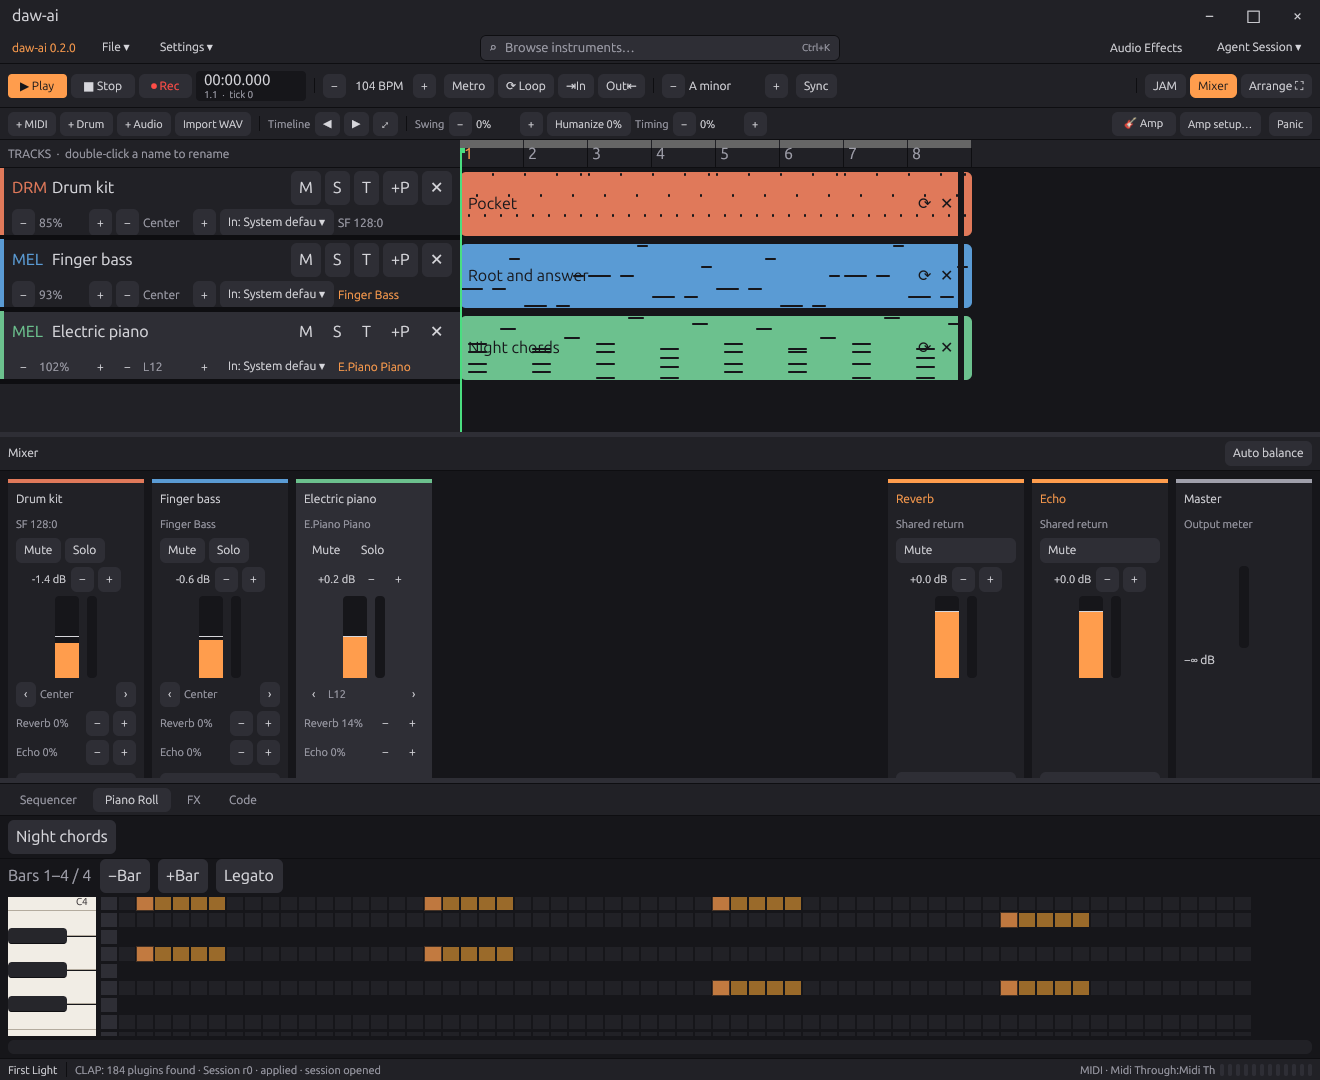 daw-ai
daw-ai 0.2.0 File ▾ Settings ▾ Browse instruments... Ctrl+K Audio Effects Agent Session ▾
▶ Play ■ Stop ● Rec 00:00.000 − 104 BPM + Metro ⟳ Loop ⇥In Out⇤ − A minor + Sync JAM Mixer Arrange ⛶
1.1 · tick 0
+ MIDI + Drum + Audio Import WAV Timeline ◀ ▶ ⤢ Swing − 0% + Humanize 0% Timing − 0% + 🎸 Amp Amp setup... Panic
TRACKS · double-click a name to rename 1 2 3 4 5 6 7 8
DRM Drum kit M S T +P ✕
Pocket ⟳ ✕
− 85% + − Center + In: System defau ▾ SF 128:0
MEL Finger bass M S T +P ✕
Root and answer ⟳ ✕
− 93% + − Center + In: System defau ▾ Finger Bass
MEL Electric piano M S T +P ✕
Night chords ⟳ ✕
− 102% + − L12 + In: System defau ▾ E.Piano Piano
Mixer Auto balance
Drum kit Finger bass Electric piano Reverb Echo Master
SF 128:0 Finger Bass E.Piano Piano Shared return Shared return Output meter
Mute Solo Mute Solo Mute Solo Mute Mute
-1.4 dB − + -0.6 dB − + +0.2 dB − + +0.0 dB − + +0.0 dB − +
−∞ dB
‹ Center › ‹ Center › ‹ L12 ›
Reverb 0% − + Reverb 0% − + Reverb 14% − +
Echo 0% − + Echo 0% − + Echo 0% − +
Sequencer Piano Roll FX Code
Night chords
Bars 1–4 / 4 −Bar +Bar Legato
C4
First Light CLAP: 184 plugins found · Session r0 · applied · session opened MIDI · Midi Through:Midi Th